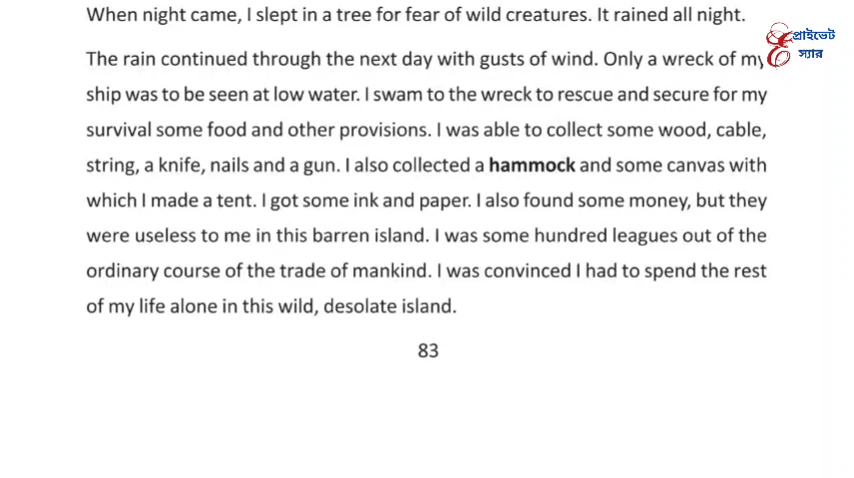 When night came, I slept in a tree for fear of wild creatures. It rained all night.
The rain continued through the next day with gusts of wind. Only a wreck of my
ship was to be seen at low water. I swam to the wreck to rescue and secure for my
survival some food and other provisions. I was able to collect some wood, cable,
string, a knife, nails and a gun. I also collected a hammock and some canvas with
which I made a tent. I got some ink and paper. I also found some money, but they
were useless to me in this barren island. I was some hundred leagues out of the
ordinary course of the trade of mankind. I was convinced I had to spend the rest
of my life alone in this wild, desolate island.
83
প্রাইভেট
স্যার